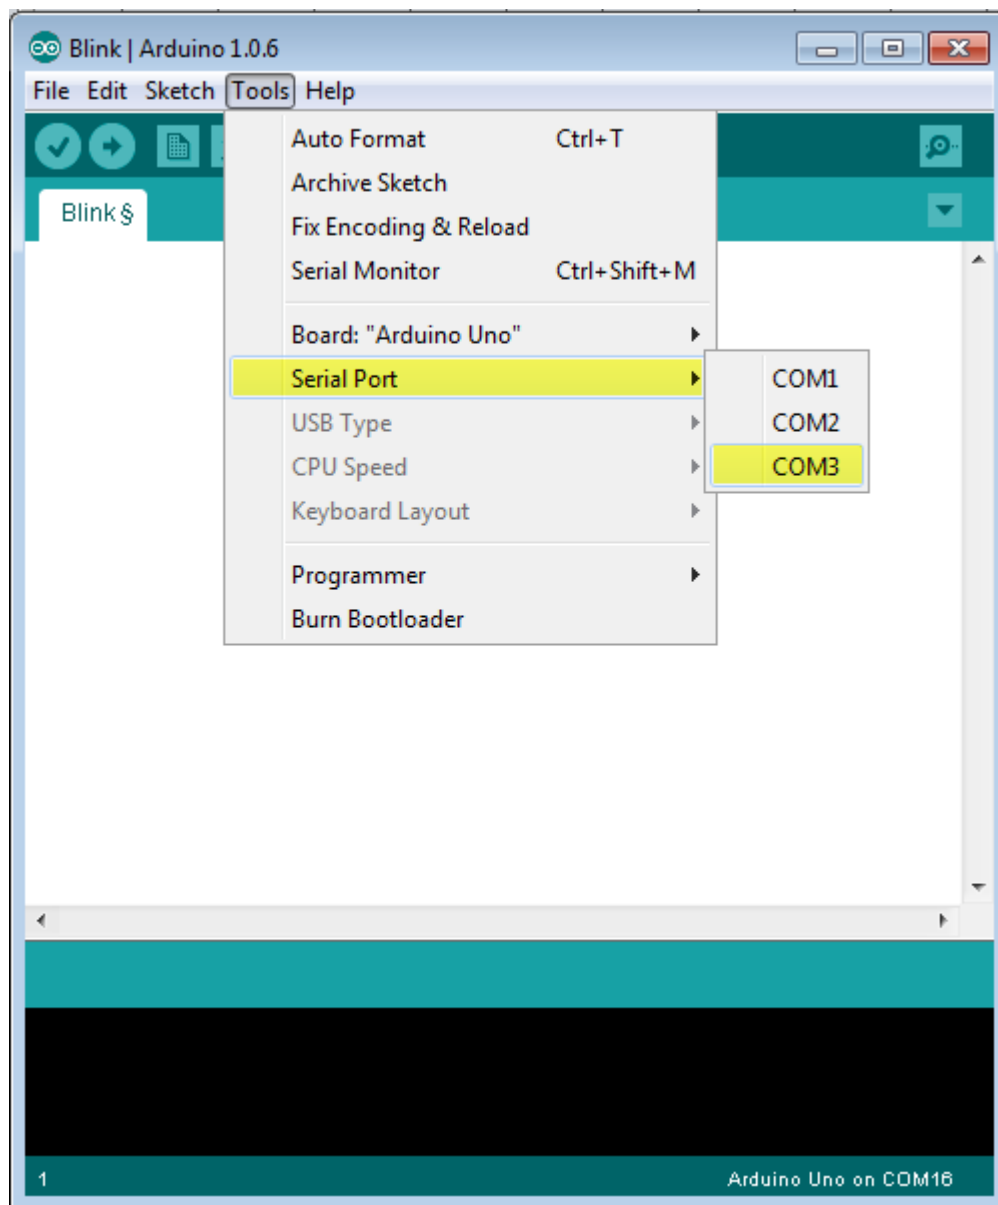 Blink | Arduino 1.0.6
File Edit Sketch Tools Help
Blink §
Auto Format Ctrl+T
Archive Sketch
Fix Encoding & Reload
Serial Monitor Ctrl+Shift+M
Board: "Arduino Uno"
Serial Port
USB Type
CPU Speed
Keyboard Layout
Programmer
Burn Bootloader
COM1
COM2
COM3
1 Arduino Uno on COM16